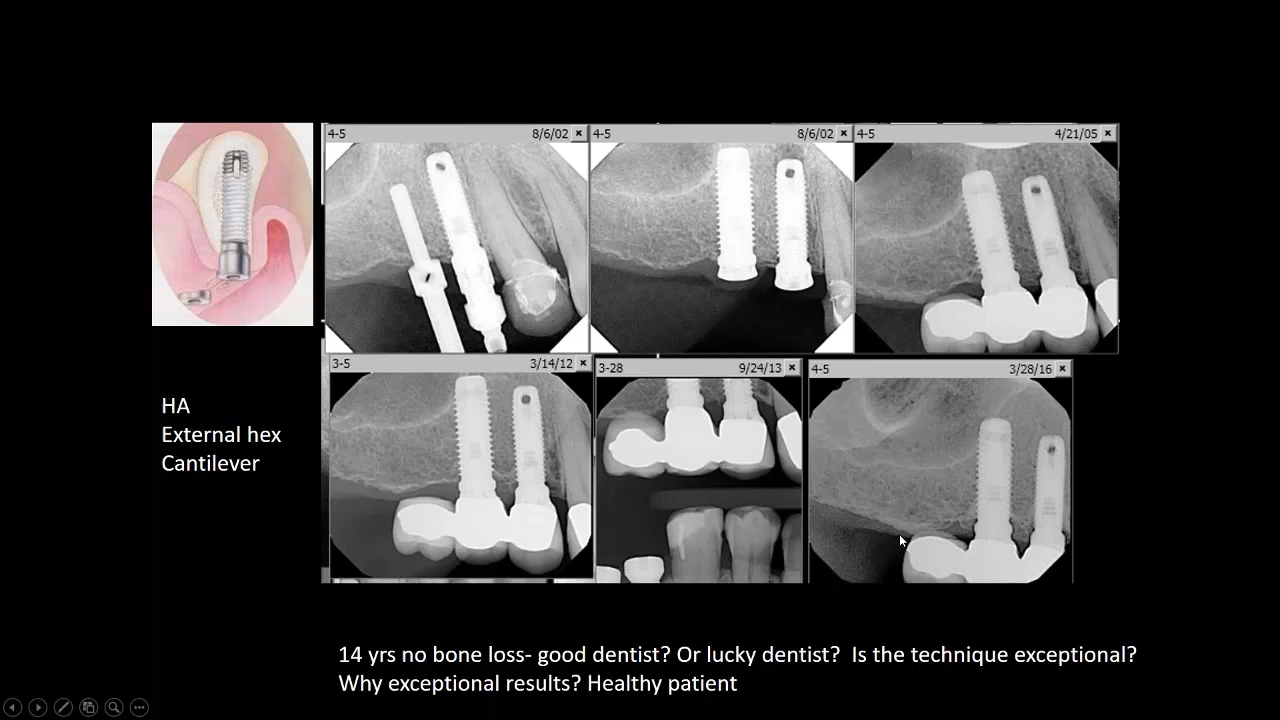 4-5 8/6/02
4-5 8/6/02
4-5 4/21/05
3-5 3/14/12
3-28 9/24/13
4-5 3/28/16
HA
External hex
Cantilever
14 yrs no bone loss- good dentist? Or lucky dentist?  Is the technique exceptional?
Why exceptional results? Healthy patient